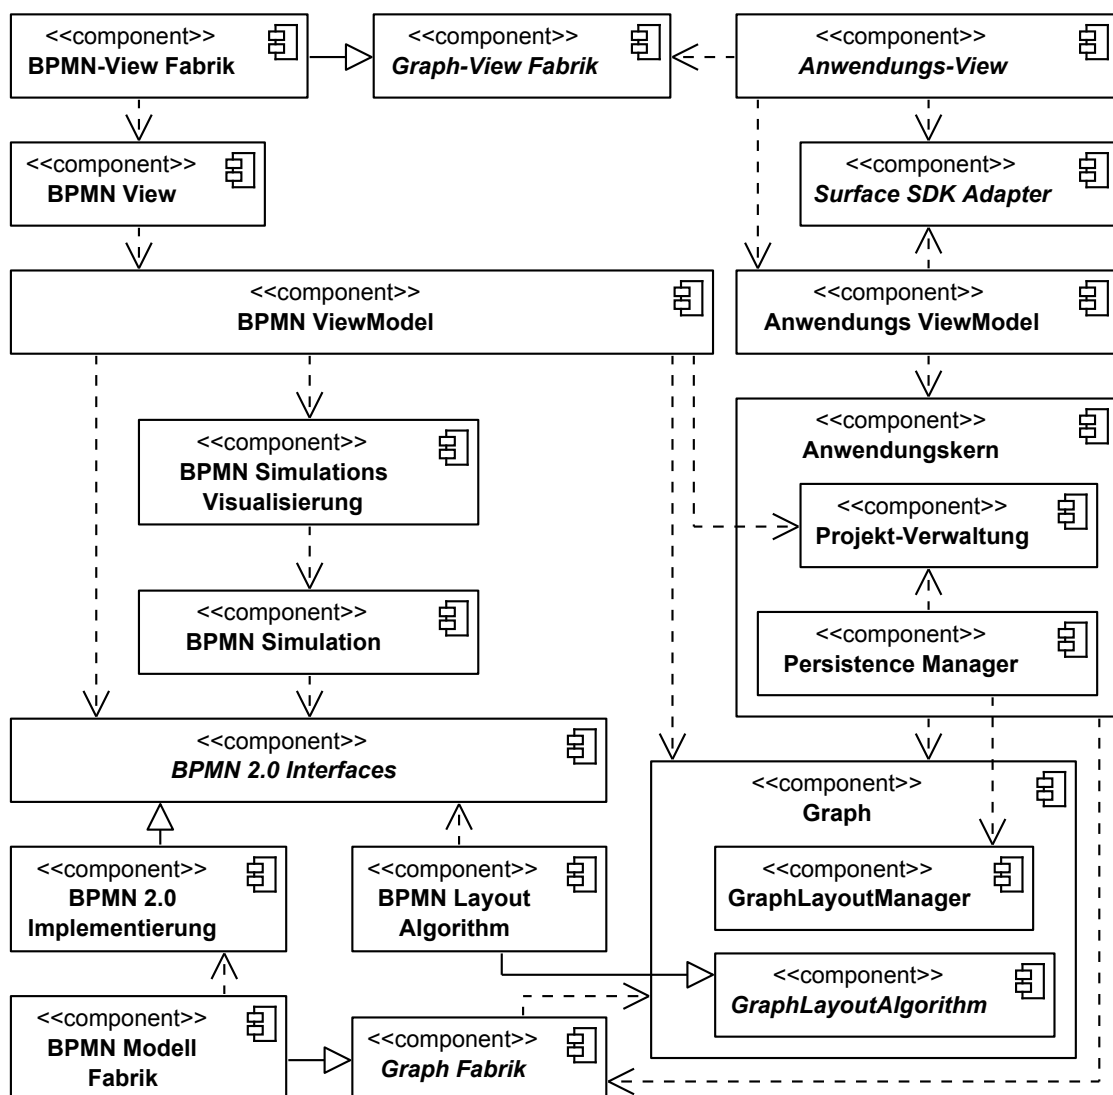 <<component>>
BPMN-View Fabrik
<<component>>
Graph-View Fabrik
<<component>>
Anwendungs-View
<<component>>
BPMN View
<<component>>
Surface SDK Adapter
<<component>>
BPMN ViewModel
<<component>>
Anwendungs ViewModel
<<component>>
BPMN Simulations
Visualisierung
<<component>>
Anwendungskern
<<component>>
Projekt-Verwaltung
<<component>>
BPMN Simulation
<<component>>
Persistence Manager
<<component>>
BPMN 2.0 Interfaces
<<component>>
Graph
<<component>>
BPMN 2.0
Implementierung
<<component>>
BPMN Layout
Algorithm
<<component>>
GraphLayoutManager
<<component>>
GraphLayoutAlgorithm
<<component>>
BPMN Modell
Fabrik
<<component>>
Graph Fabrik